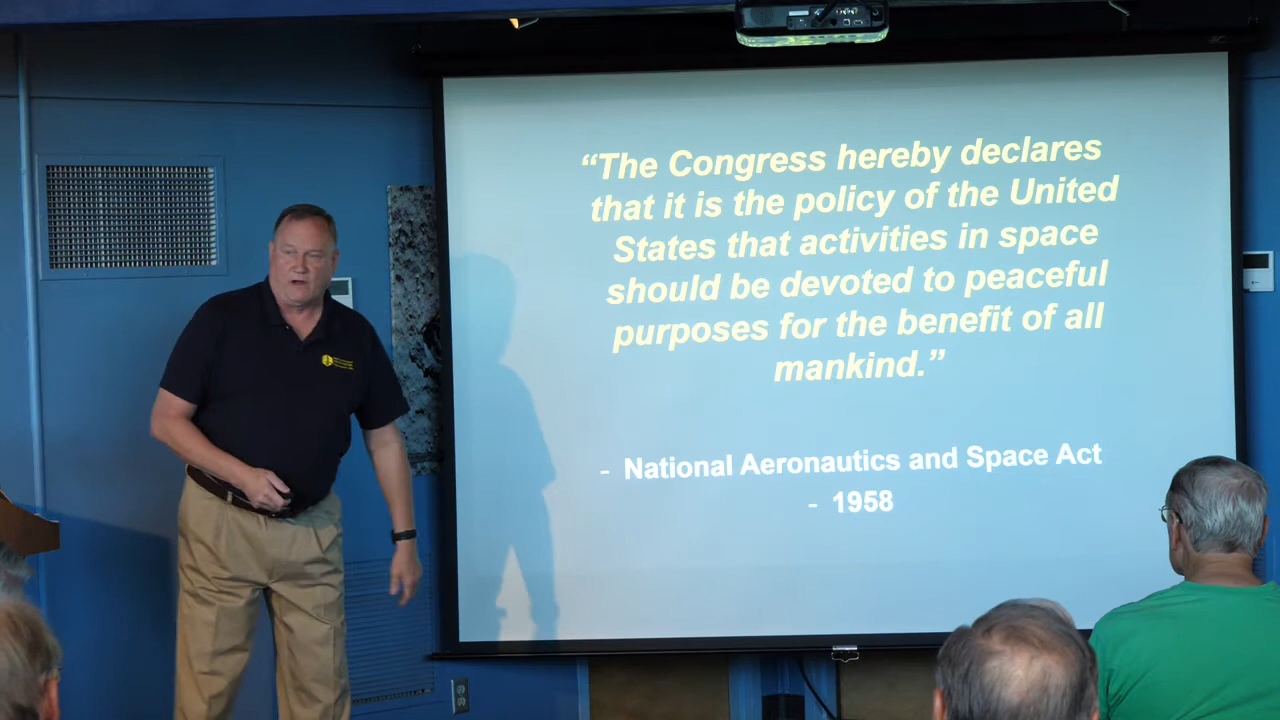 “The Congress hereby declares
that it is the policy of the United
States that activities in space
should be devoted to peaceful
purposes for the benefit of all
mankind.”
- National Aeronautics and Space Act
- 1958